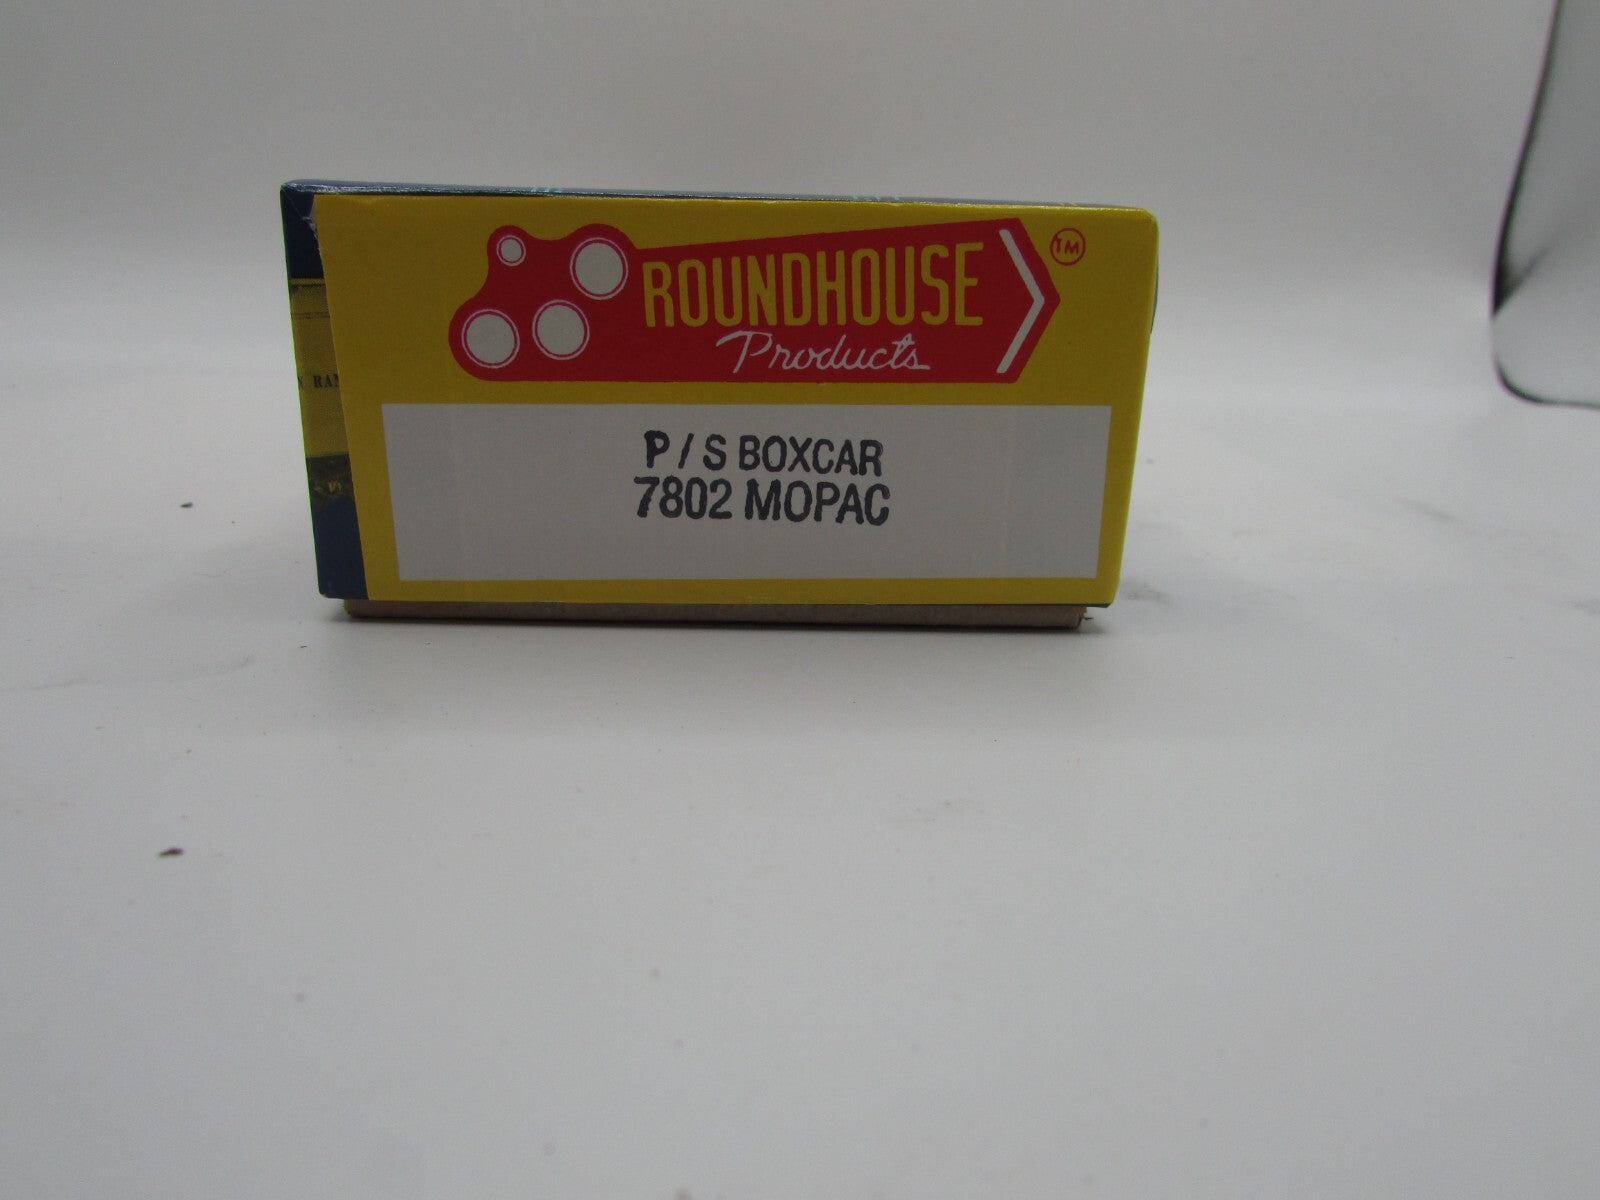 ROUNDHOUSE
TM
Products
P / S BOXCAR
7802 MOPAC